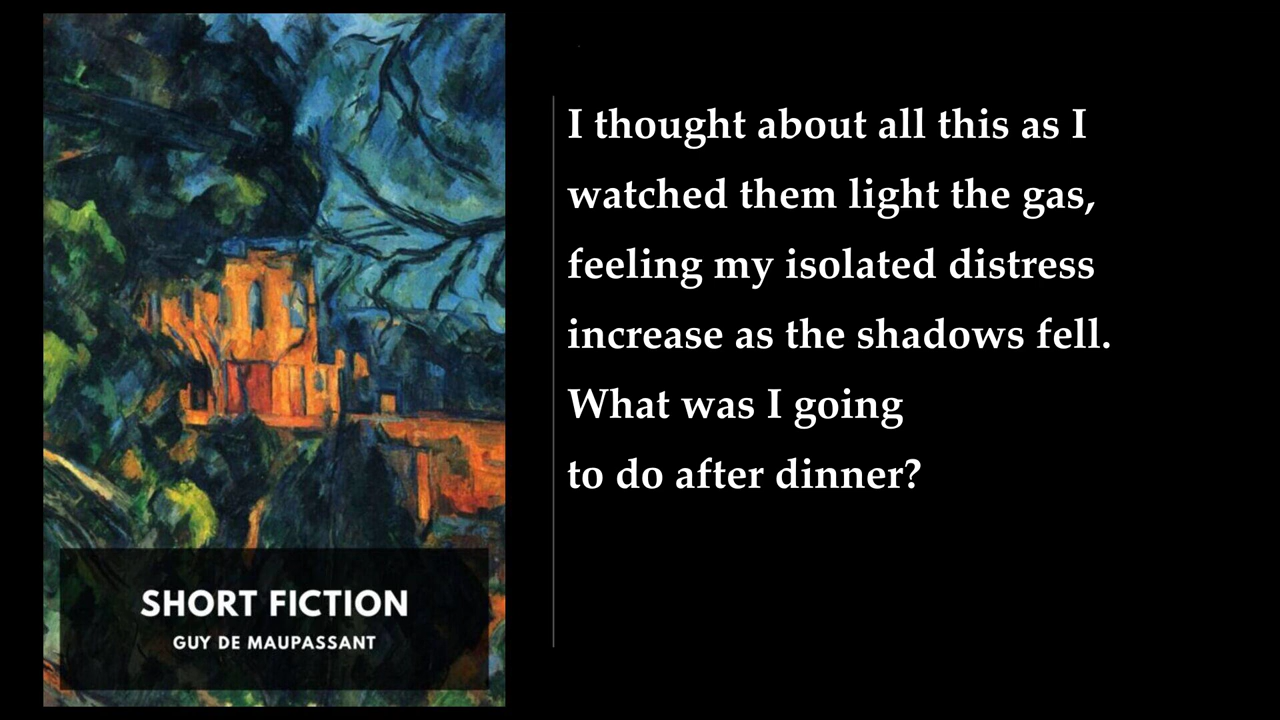 I thought about all this as I
watched them light the gas,
feeling my isolated distress
increase as the shadows fell.
What was I going
to do after dinner?
SHORT FICTION
GUY DE MAUPASSANT